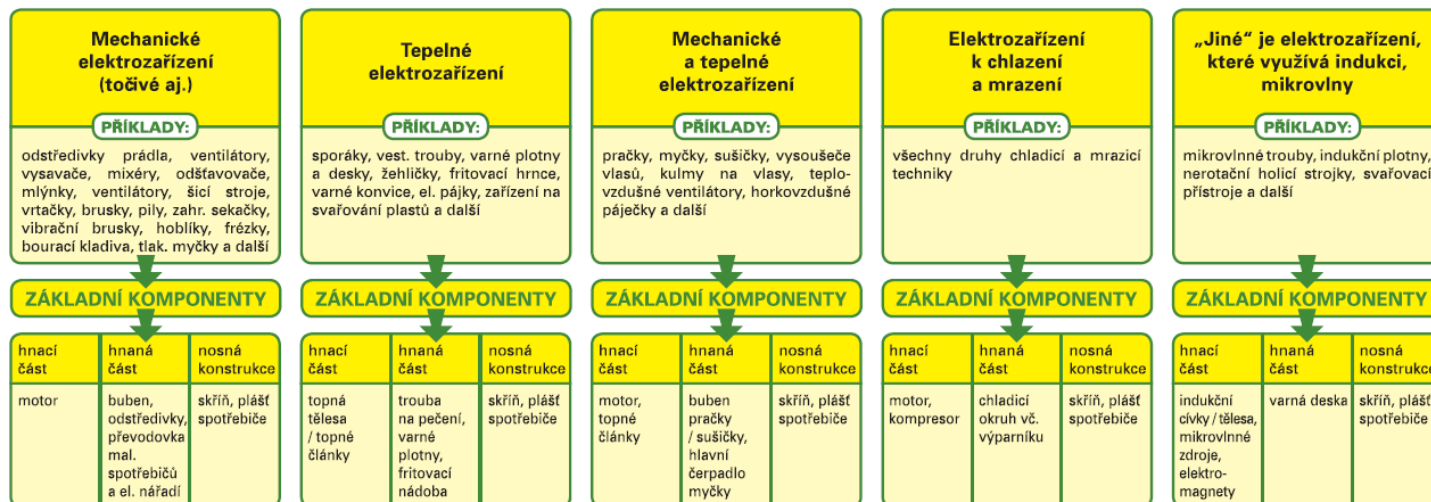 Mechanické
elektrozařízení
(točivé aj.)
PŘÍKLADY:
odstředivky prádla, ventilátory,
vysavače, mixéry, odšťavovače,
mlýnky, ventilátory, šicí stroje,
vrtačky, brusky, pily, zahr. sekačky,
vibrační brusky, hoblíky, frézky,
bourací kladiva, tlak. myčky a další
ZÁKLADNÍ KOMPONENTY
hnací
část
hnaná
část
nosná
konstrukce
motor
buben,
odstředivky,
převodovka
mal.
spotřebičů
a el. nářadí
skříň, plášť
spotřebiče
Tepelné
elektrozařízení
PŘÍKLADY:
sporáky, vest. trouby, varné plotny
a desky, žehličky, fritovací hrnce,
varné konvice, el. pájky, zařízení na
svařování plastů a další
ZÁKLADNÍ KOMPONENTY
hnací
část
hnaná
část
nosná
konstrukce
topná
tělesa
/ topné
články
trouba
na pečení,
varné
plotny,
fritovací
nádoba
skříň, plášť
spotřebiče
Mechanické
a tepelné
elektrozařízení
PŘÍKLADY:
pračky, myčky, sušičky, vysoušeče
vlasů, kulmy na vlasy, teplo-
vzdušné ventilátory, horkovzdušné
páječky a další
ZÁKLADNÍ KOMPONENTY
hnací
část
hnaná
část
nosná
konstrukce
motor,
topné
články
buben
pračky
/ sušičky,
hlavní
čerpadlo
myčky
skříň, plášť
spotřebiče
Elektrozařízení
k chlazení
a mrazení
PŘÍKLADY:
všechny druhy chladicí a mrazicí
techniky
ZÁKLADNÍ KOMPONENTY
hnací
část
hnaná
část
nosná
konstrukce
motor,
kompresor
chladicí
okruh vč.
výparníku
skříň, plášť
spotřebiče
„Jiné“ je elektrozařízení,
které využívá indukci,
mikrovlny
PŘÍKLADY:
mikrovlnné trouby, indukční plotny,
nerotační holicí strojky, svařovací
přístroje a další
ZÁKLADNÍ KOMPONENTY
hnací
část
hnaná
část
nosná
konstrukce
indukční
cívky / tělesa,
mikrovlnné
zdroje,
elektro-
magnety
varná deska
skříň, plášť
spotřebiče